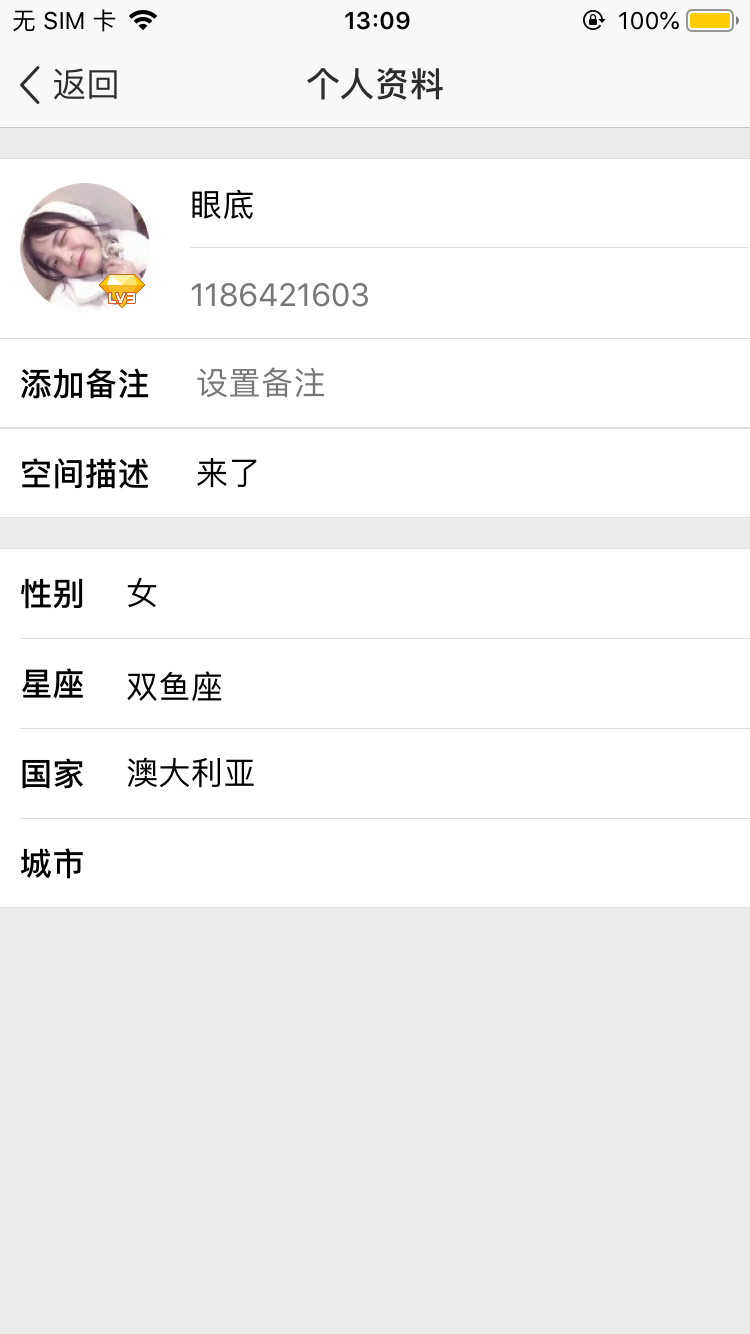 无 SIM 卡
13:09
100%
返回
个人资料
眼底
LV3
1186421603
添加备注 设置备注
空间描述 来了
性别 女
星座 双鱼座
国家 澳大利亚
城市